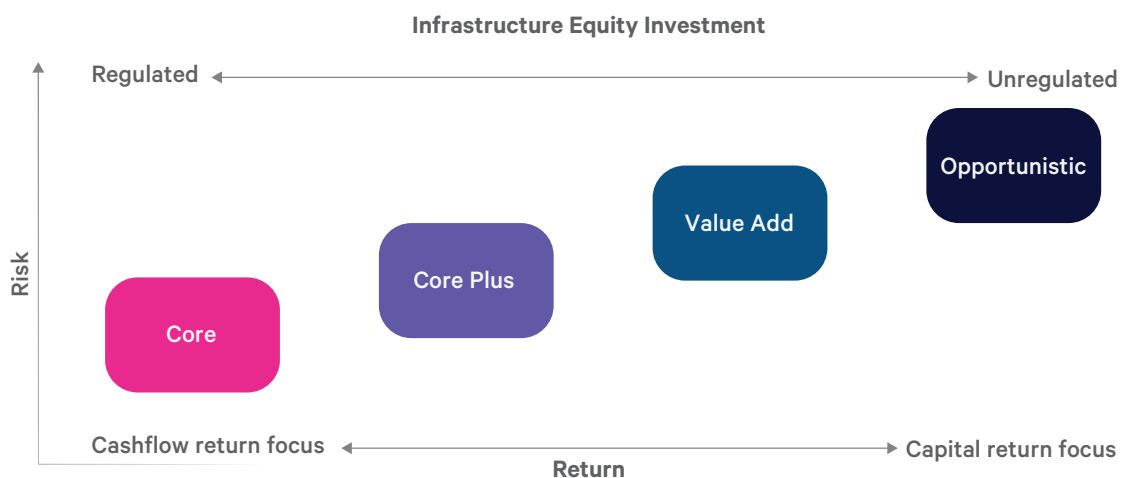 Infrastructure Equity Investment
Regulated
Unregulated
Opportunistic
Value Add
Core Plus
Core
Risk
Cashflow return focus
Capital return focus
Return